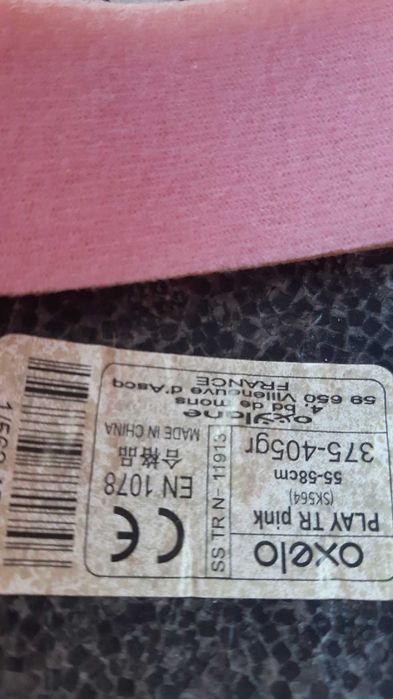 oxelo
PLAY TR pink
(SK564)
55-58cm
375-405gr
SS TR N- 11913
EN 1078
合格品
MADE IN CHINA
oxylane
4, bd de mons
59 650 Villeneuve d'Ascq
FRANCE